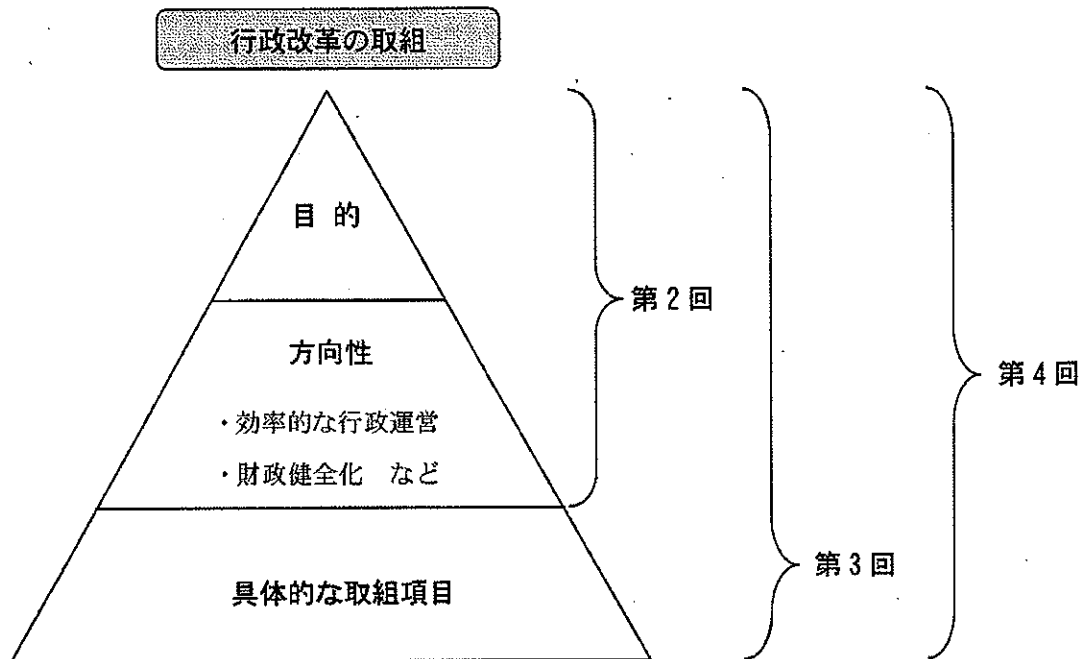 行政改革の取組
目的
方向性
・効率的な行政運営
・財政健全化 など
具体的な取組項目
第2回
第3回
第4回